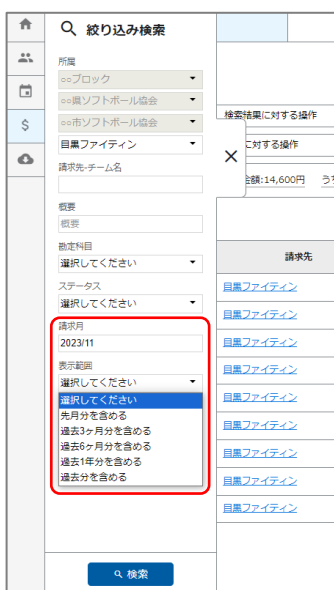 絞り込み検索
所属
○○ブロック
○○県ソフトボール協会
○○市ソフトボール協会
目黒ファイティン
請求先-チーム名
概要
概要
勘定科目
選択してください
ステータス
選択してください
請求月
2023/11
表示範囲
選択してください
選択してください
先月分を含める
過去3ヶ月分を含める
過去6ヶ月分を含める
過去1年分を含める
過去分を含める
検索
$
検索結果に対する操作
に対する操作
金額:14,600円
うち
請求先
目黒ファイティン
目黒ファイティン
目黒ファイティン
目黒ファイティン
目黒ファイティン
目黒ファイティン
目黒ファイティン
目黒ファイティン
目黒ファイティン